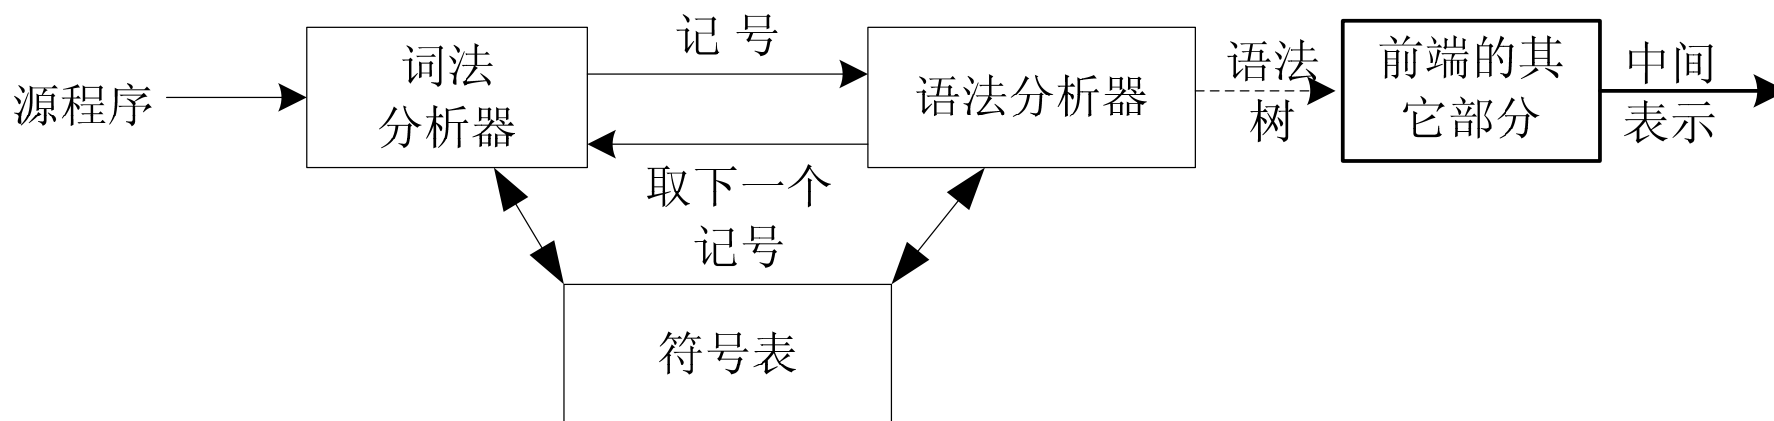 源程序
词法
分析器
记 号
取下一个
记号
语法分析器
语法
树
前端的其
它部分
中间
表示
符号表